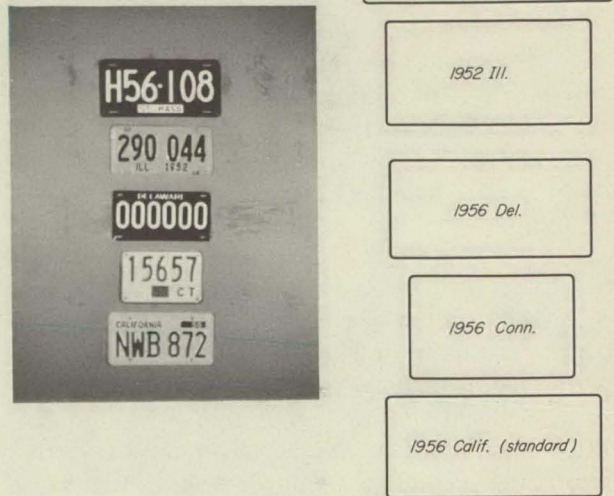 H56·108
MASS
290 044
ILL 1952
DELAWARE
000000
15657
CT
CALIFORNIA 56
NWB 872
1952 Ill.
1956 Del.
1956 Conn.
1956 Calif. (standard)